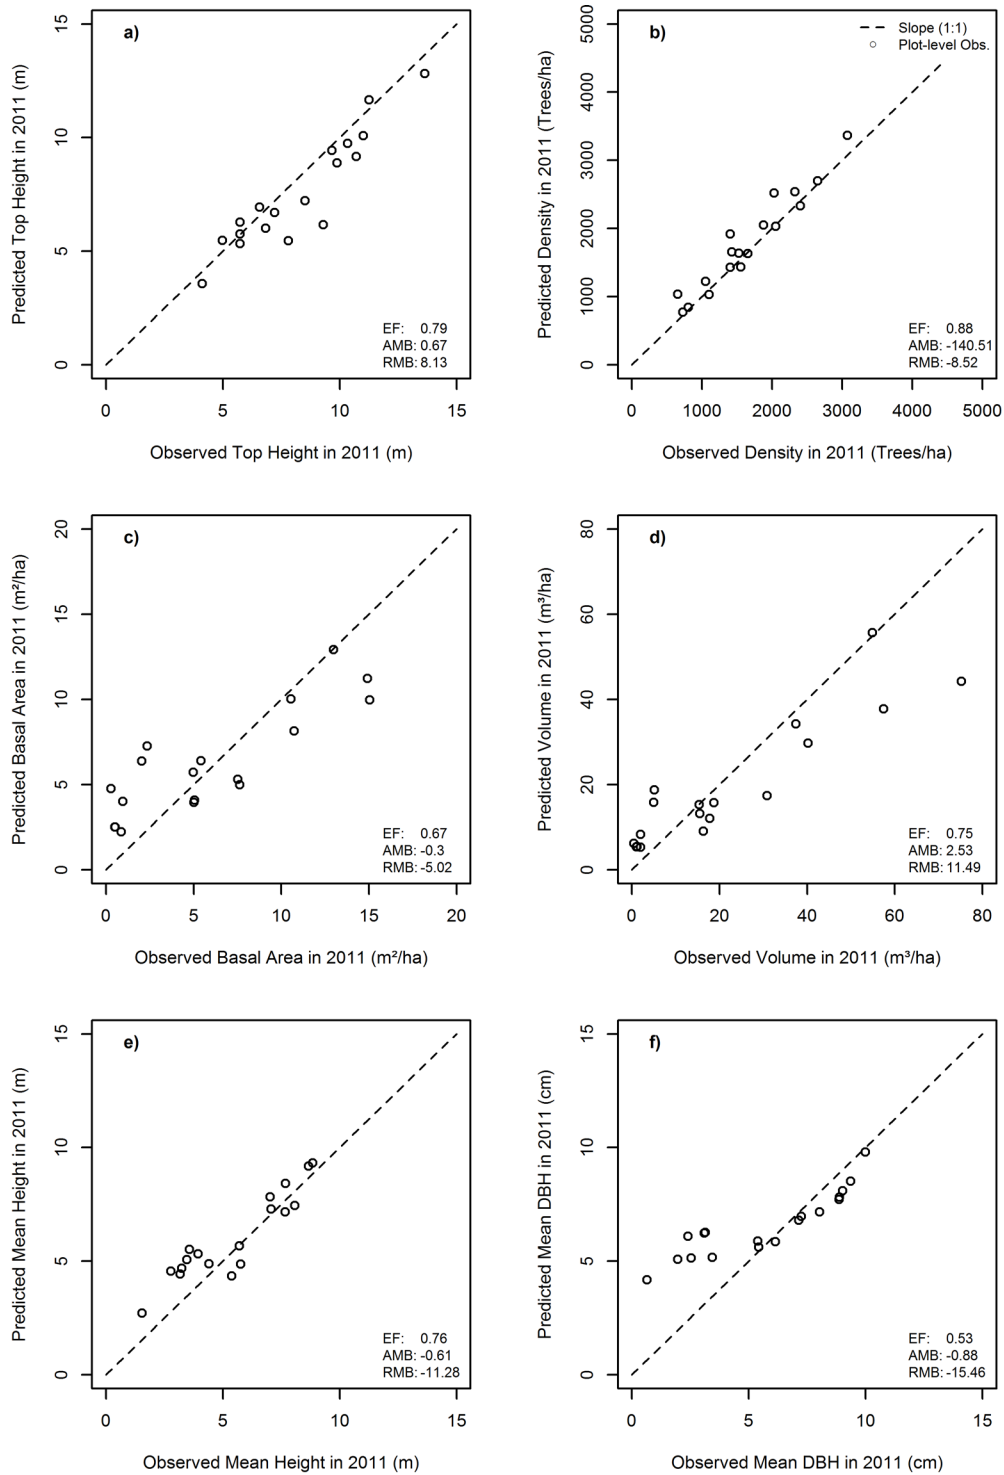 a)
Predicted Top Height in 2011 (m)
15
10
5
0
EF: 0.79
AMB: 0.67
RMB: 8.13
0 5 10 15
Observed Top Height in 2011 (m)
b)
Slope (1:1)
Plot-level Obs.
Predicted Density in 2011 (Trees/ha)
5000
4000
3000
2000
1000
0
EF: 0.88
AMB: -140.51
RMB: -8.52
0 1000 2000 3000 4000 5000
Observed Density in 2011 (Trees/ha)
c)
Predicted Basal Area in 2011 (m²/ha)
20
15
10
5
0
EF: 0.67
AMB: -0.3
RMB: -5.02
0 5 10 15 20
Observed Basal Area in 2011 (m²/ha)
d)
Predicted Volume in 2011 (m³/ha)
80
60
40
20
0
EF: 0.75
AMB: 2.53
RMB: 11.49
0 20 40 60 80
Observed Volume in 2011 (m³/ha)
e)
Predicted Mean Height in 2011 (m)
15
10
5
0
EF: 0.76
AMB: -0.61
RMB: -11.28
0 5 10 15
Observed Mean Height in 2011 (m)
f)
Predicted Mean DBH in 2011 (cm)
15
10
5
0
EF: 0.53
AMB: -0.88
RMB: -15.46
0 5 10 15
Observed Mean DBH in 2011 (cm)